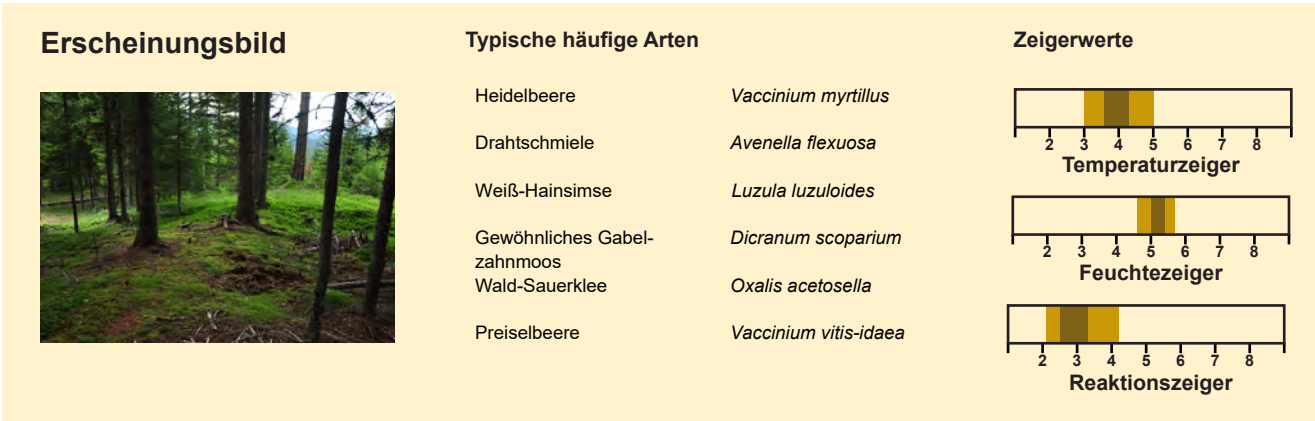 Erscheinungsbild
Typische häufige Arten
Zeigerwerte
Heidelbeere Vaccinium myrtillus
Drahtschmiele Avenella flexuosa
Weiß-Hainsimse Luzula luzuloides
Gewöhnliches Gabel- Dicranum scoparium
zahnmoos
Wald-Sauerklee Oxalis acetosella
Preiselbeere Vaccinium vitis-idaea
2 3 4 5 6 7 8
Temperaturzeiger
2 3 4 5 6 7 8
Feuchtezeiger
2 3 4 5 6 7 8
Reaktionszeiger